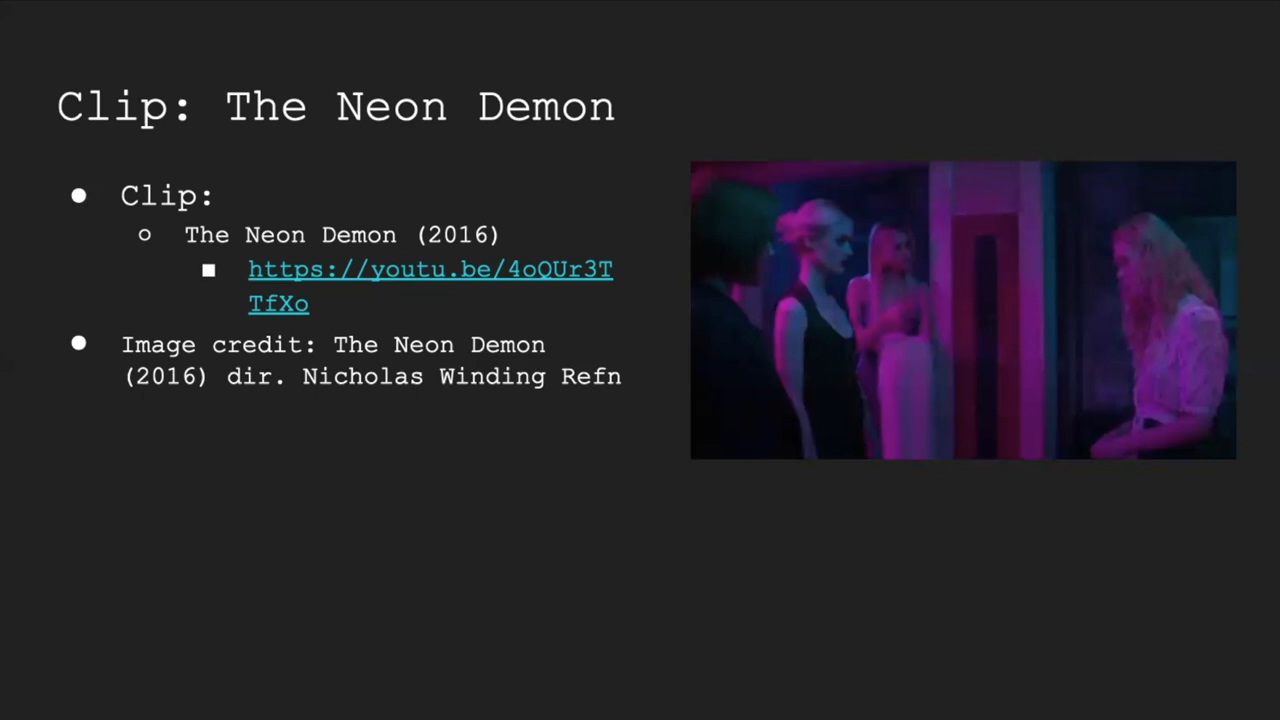 Clip: The Neon Demon
Clip:
The Neon Demon (2016)
https://youtu.be/4oQUr3T
TfXo
Image credit: The Neon Demon
(2016) dir. Nicholas Winding Refn